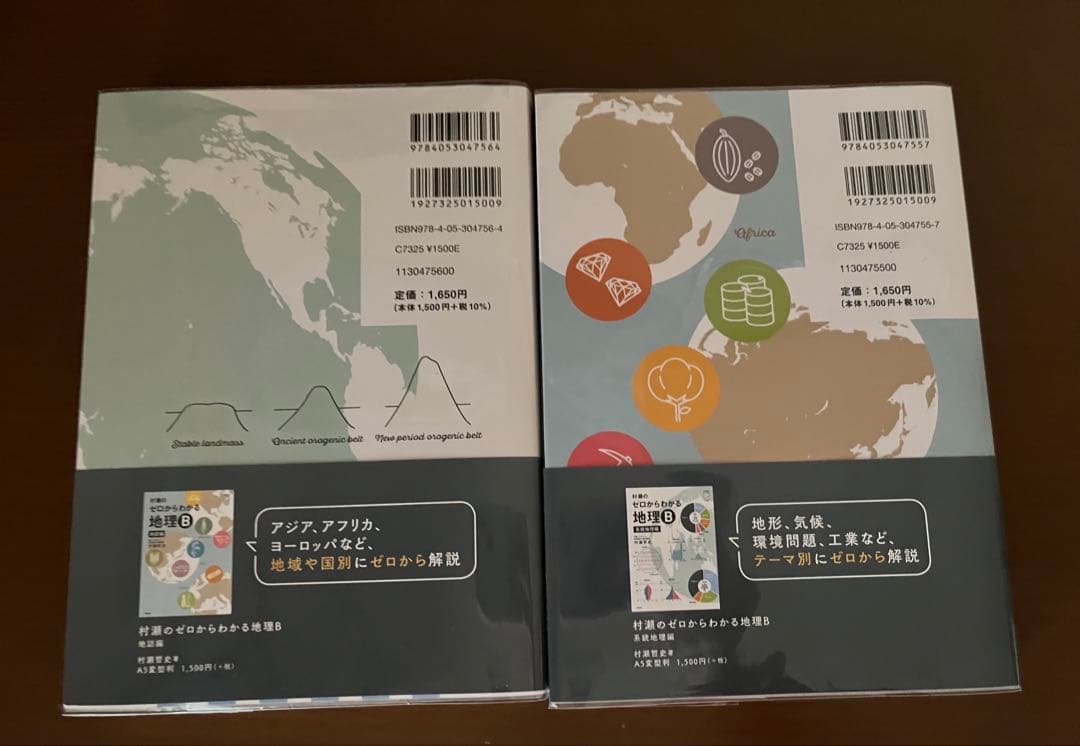 9784053047564
1927325015009
ISBN978-4-05-304756-4
C7325 ¥1500E
1130475600
定価：1,650円
(本体1,500円+税10%)
Stable landmass
Ancient orogenic belt
New period orogenic belt
村瀬の
ゼロからわかる
地理B
アジア、アフリカ、
ヨーロッパなど、
地域や国別にゼロから解説
村瀬のゼロからわかる地理B
地誌編
村瀬哲史 著
A5変型判 1,500円(+税)
9784053047557
1927325015009
ISBN978-4-05-304755-7
C7325 ¥1500E
1130475500
定価：1,650円
(本体1,500円+税10%)
Africa
村瀬の
ゼロからわかる
地理B
系統地理編
地形、気候、
環境問題、工業など、
テーマ別にゼロから解説
村瀬のゼロからわかる地理B
系統地理編
村瀬哲史 著
A5変型判 1,500円(+税)